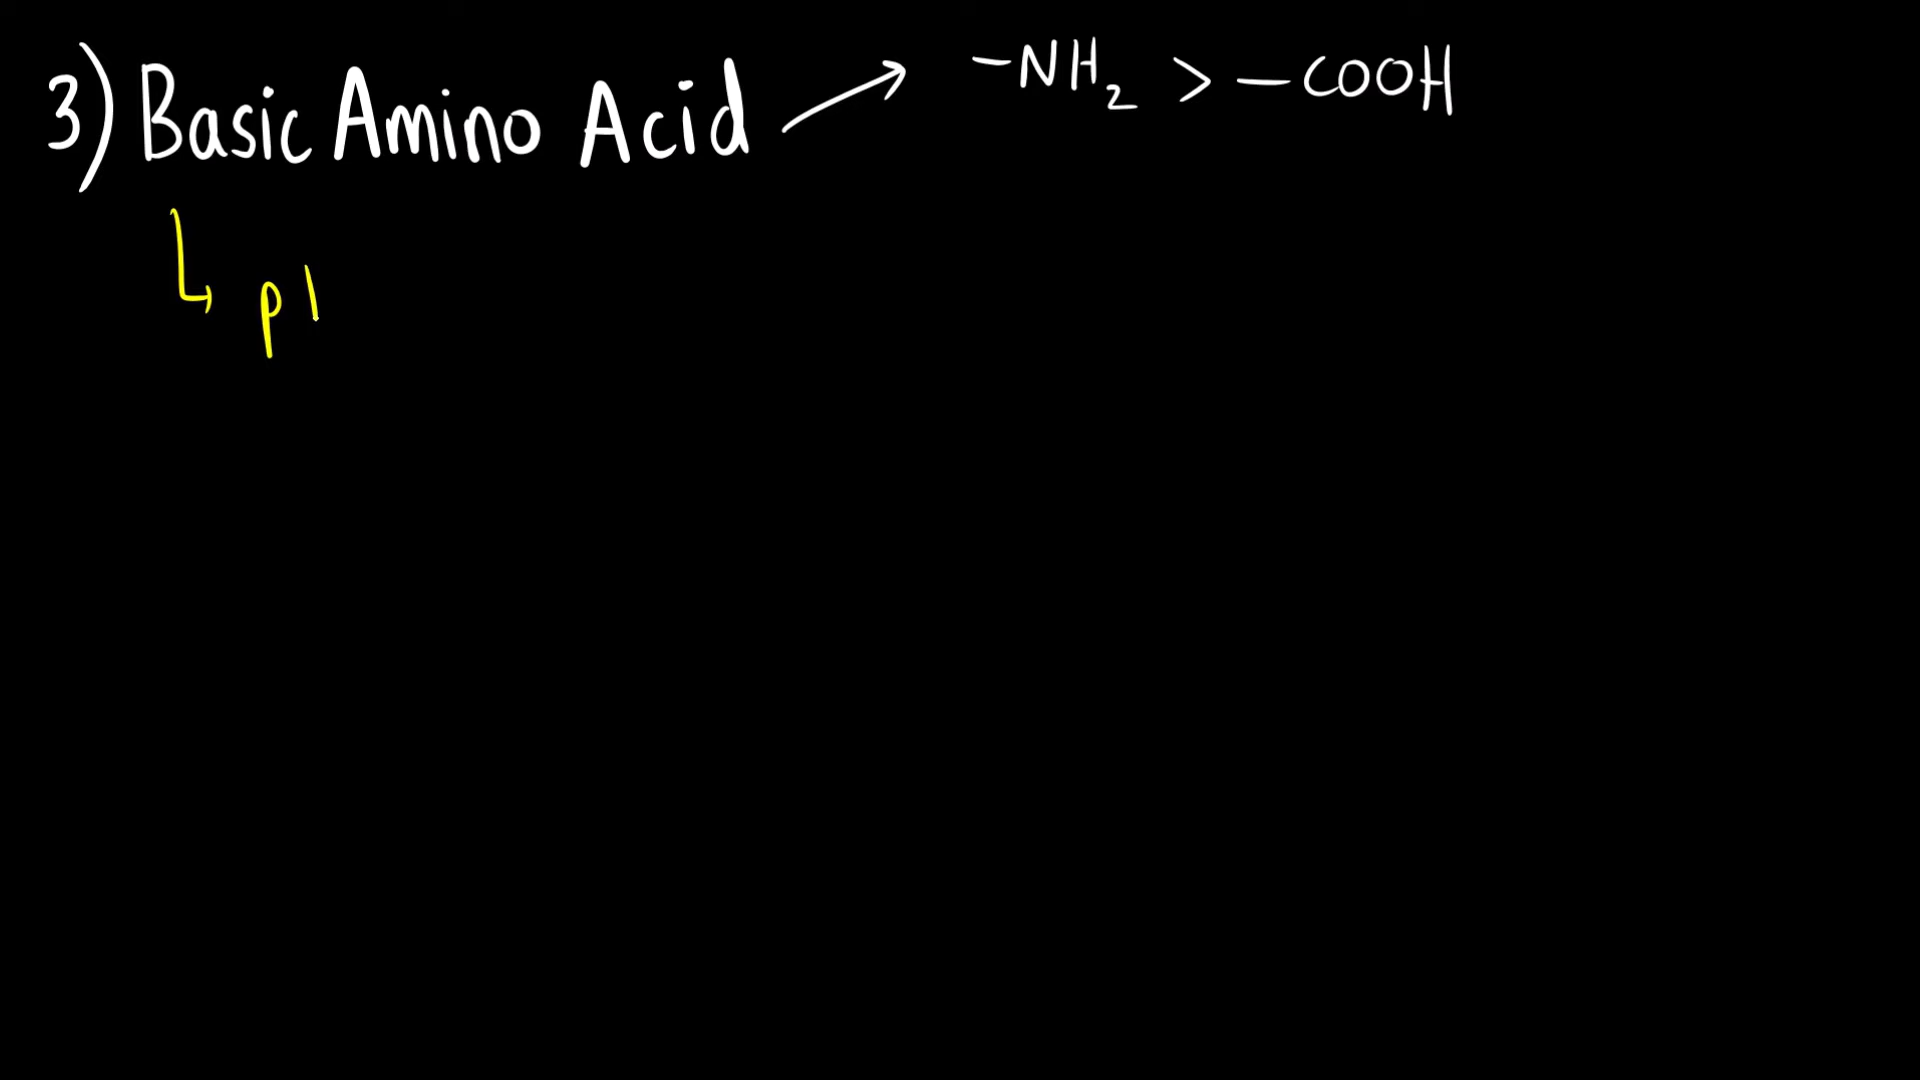 3) Basic Amino Acid → -NH₂ > -COOH
↳ pI